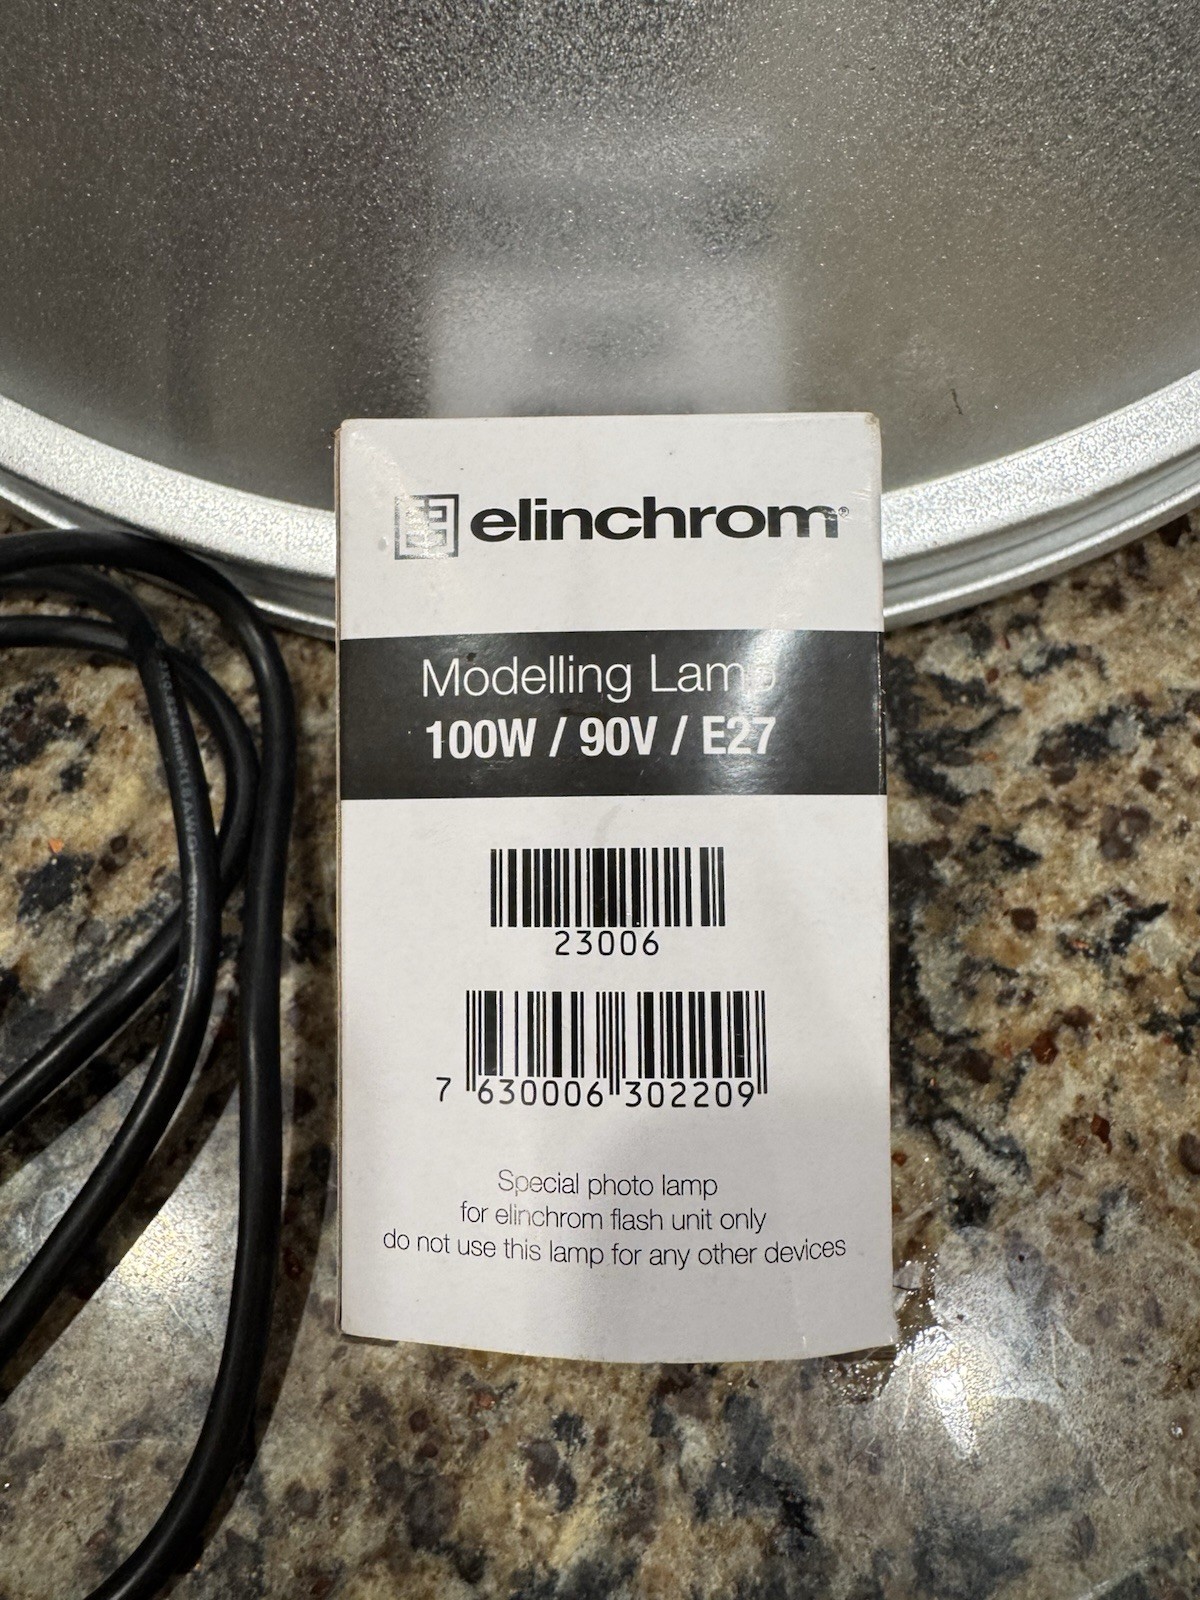 elinchrom®
Modelling Lamp
100W / 90V / E27
23006
7 630006 302209
Special photo lamp
for elinchrom flash unit only
do not use this lamp for any other devices